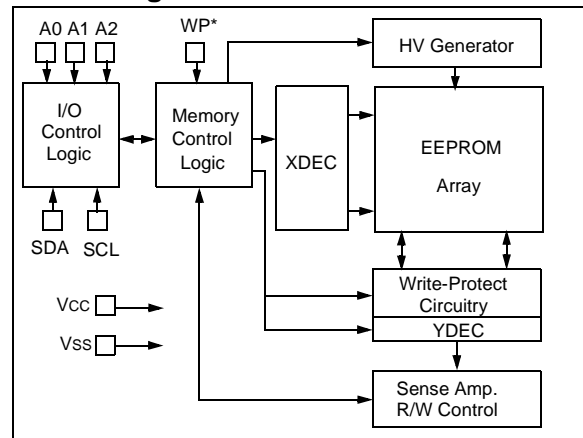 A0 A1 A2
WP*
HV Generator
I/O
Control
Logic
Memory
Control
Logic
XDEC
EEPROM
Array
SDA
SCL
Write-Protect
Circuitry
YDEC
VCC
VSS
Sense Amp.
R/W Control